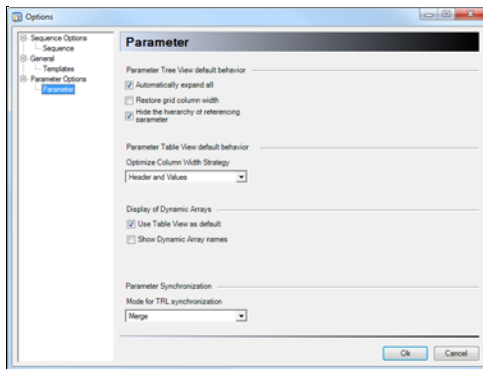 Options
Sequence Options
Sequence
General
Templates
Parameter Options
Parameter
Parameter
Parameter Tree View default behavior
Automatically expand all
Restore grid column width
Hide the hierarchy of referencing
parameter
Parameter Table View default behavior
Optimize Column Width Strategy
Header and Values
Display of Dynamic Arrays
Use Table View as default
Show Dynamic Array names
Parameter Synchronization
Mode for TRL synchronization
Merge
Ok
Cancel